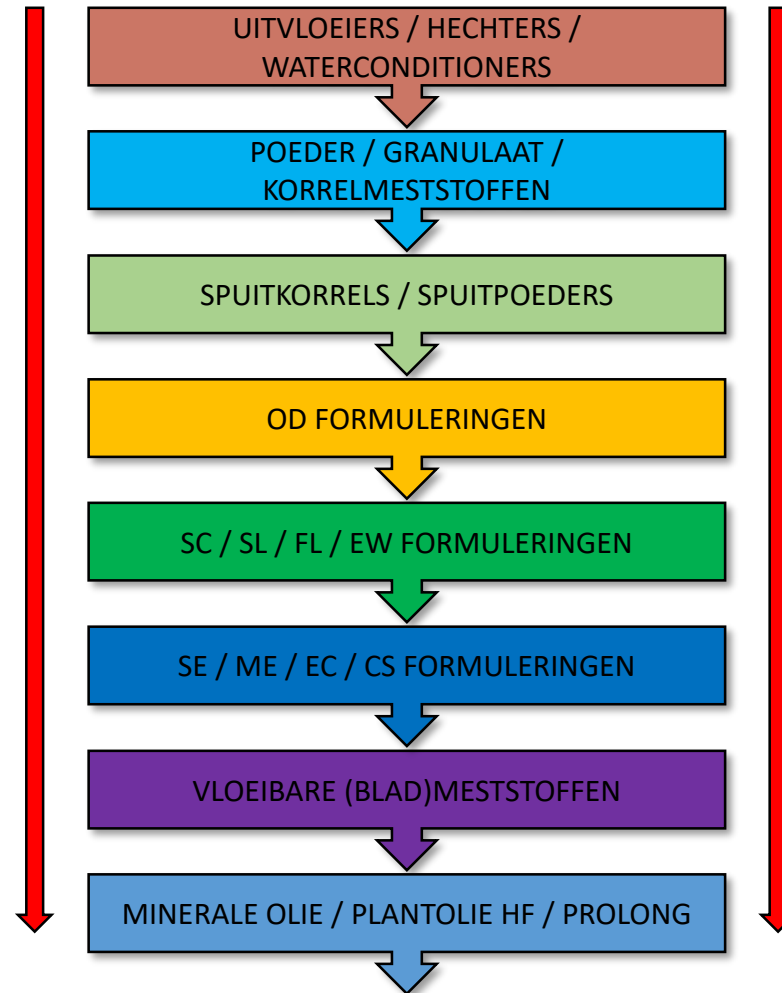 UITVLOEIERS / HECHTERS /
WATERCONDITIONERS
POEDER / GRANULAAT /
KORRELMESTSTOFFEN
SPUITKORRELS / SPUITPOEDERS
OD FORMULERINGEN
SC / SL / FL / EW FORMULERINGEN
SE / ME / EC / CS FORMULERINGEN
VLOEIBARE (BLAD)MESTSTOFFEN
MINERALE OLIE / PLANTOLIE HF / PROLONG